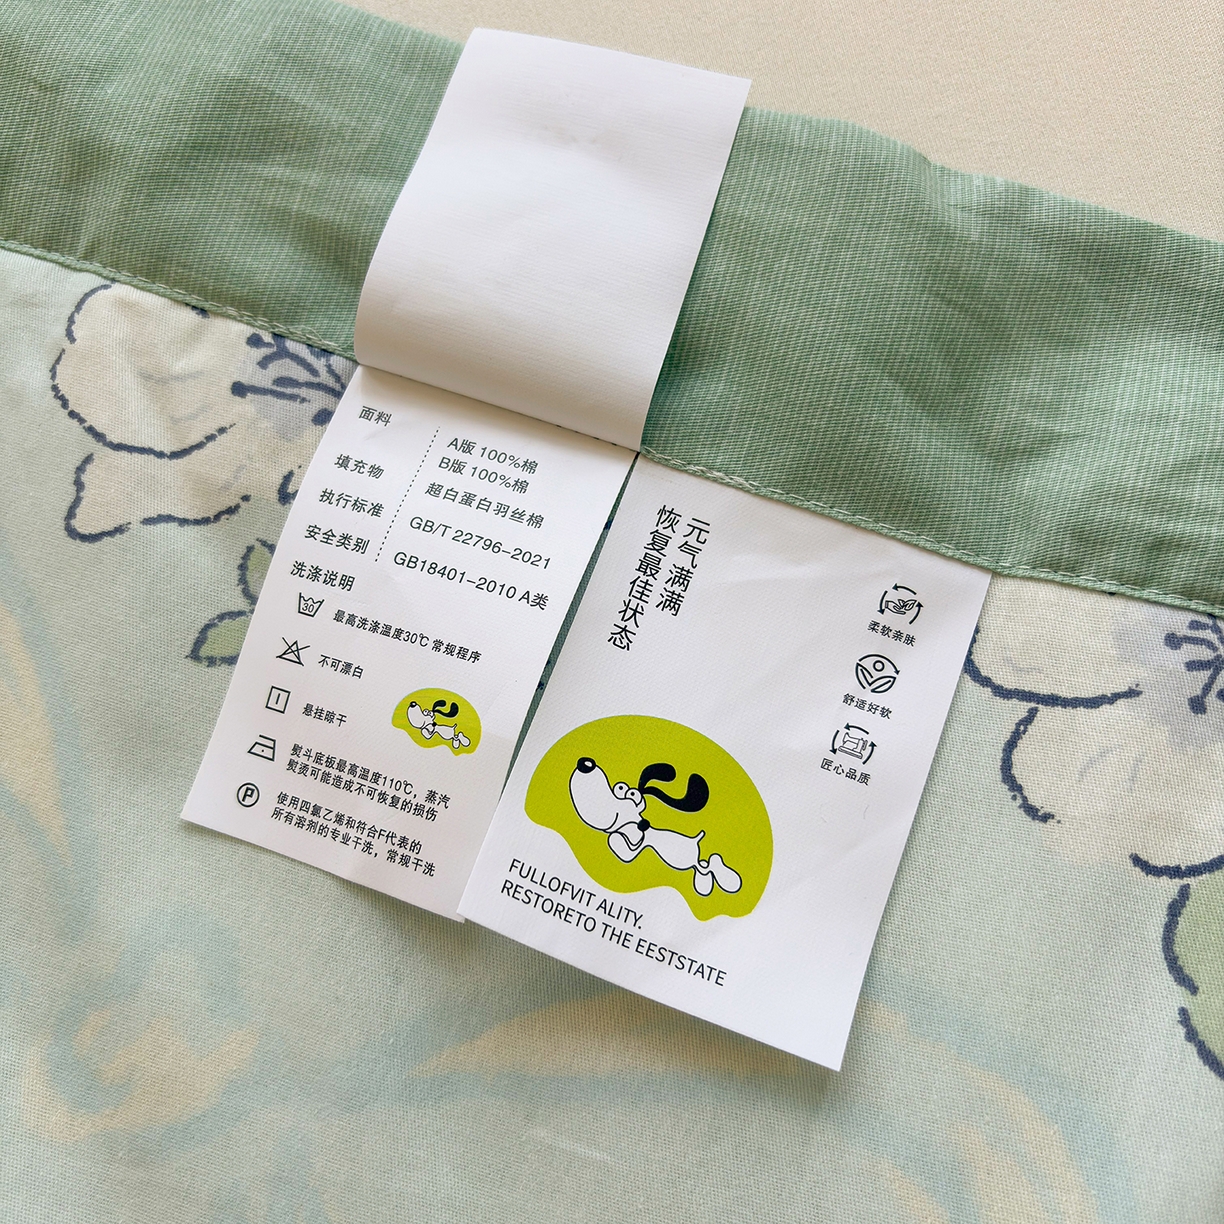 面料
A版 100%棉
B版 100%棉
填充物
超白蛋白羽丝棉
执行标准
GB/T 22796-2021
安全类别
GB18401-2010 A类
洗涤说明
30
最高洗涤温度30℃ 常规程序
不可漂白
悬挂晾干
熨斗底板最高温度110℃，蒸汽
熨烫可能造成不可恢复的损伤
P
使用四氯乙烯和符合F代表的
所有溶剂的专业干洗，常规干洗
元气满满
恢复最佳状态
柔软亲肤
舒适好软
匠心品质
FULLOFVIT ALITY.
RESTORETO THE EESTSTATE